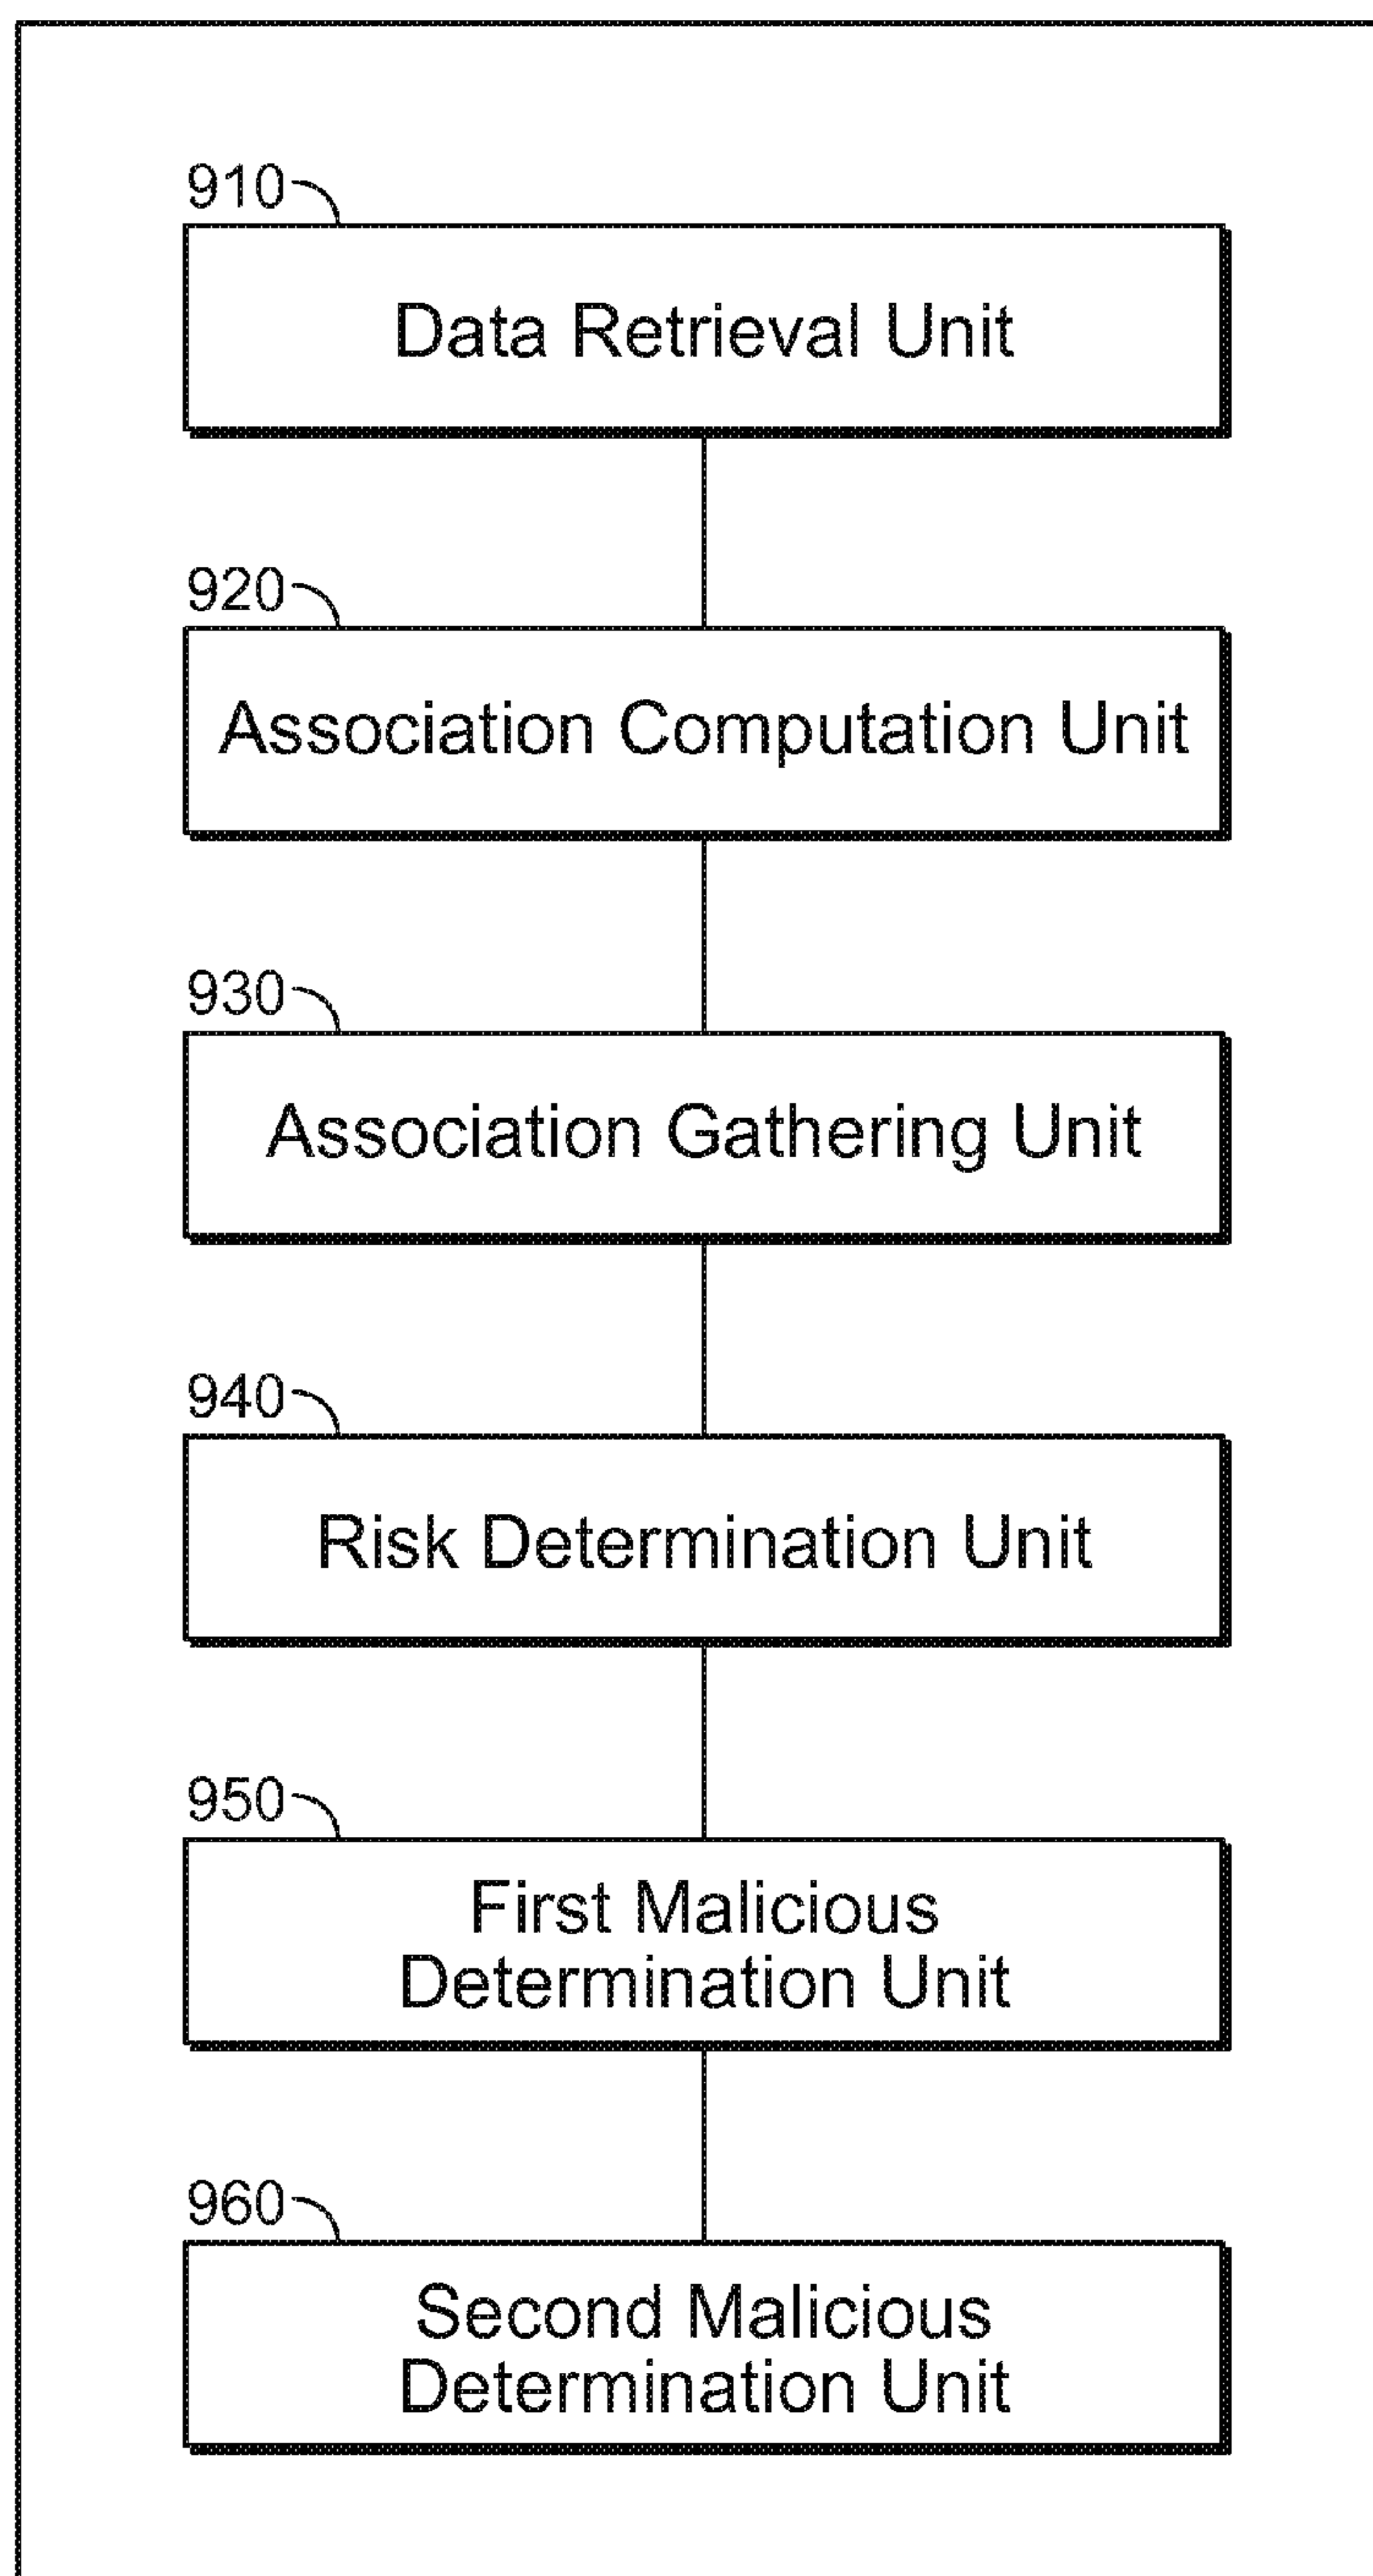 910
Data Retrieval Unit
920
Association Computation Unit
930
Association Gathering Unit
940
Risk Determination Unit
950
First Malicious
Determination Unit
960
Second Malicious
Determination Unit